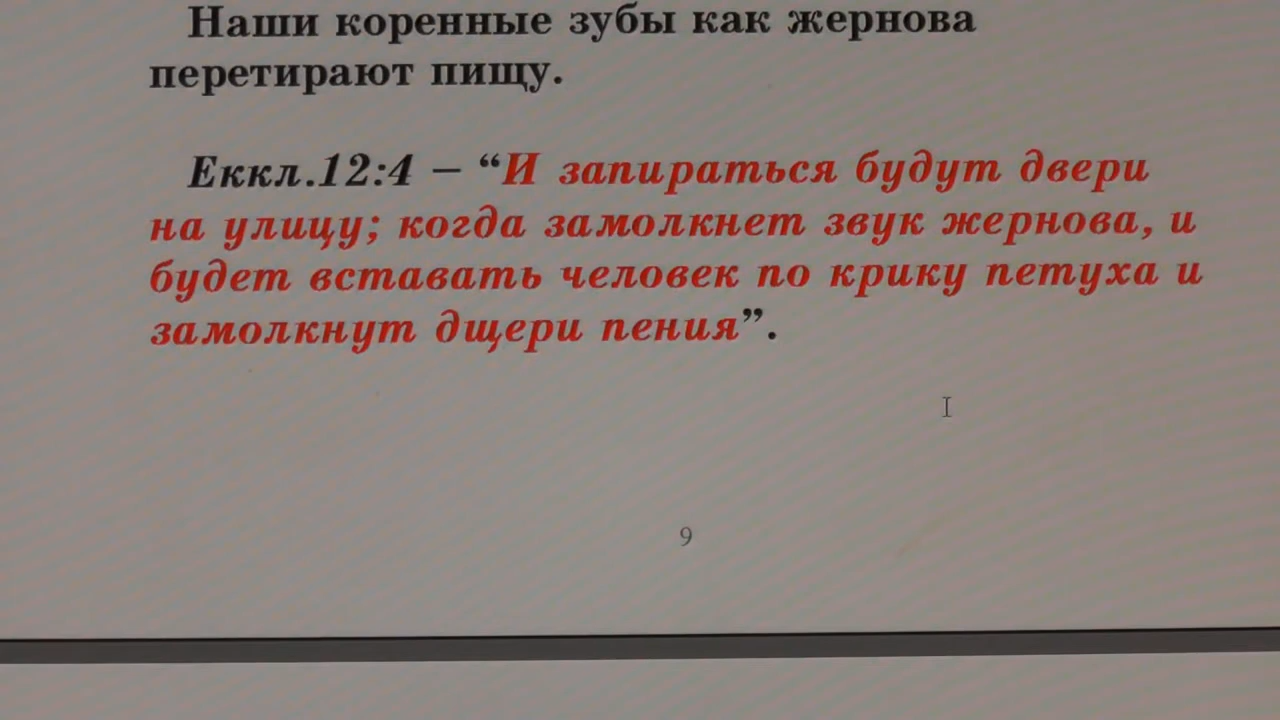 Наши коренные зубы как жернова
перетирают пищу.
Еккл.12:4 – “И запираться будут двери
на улицу; когда замолкнет звук жернова, и
будет вставать человек по крику петуха и
замолкнут дщери пения”.
9